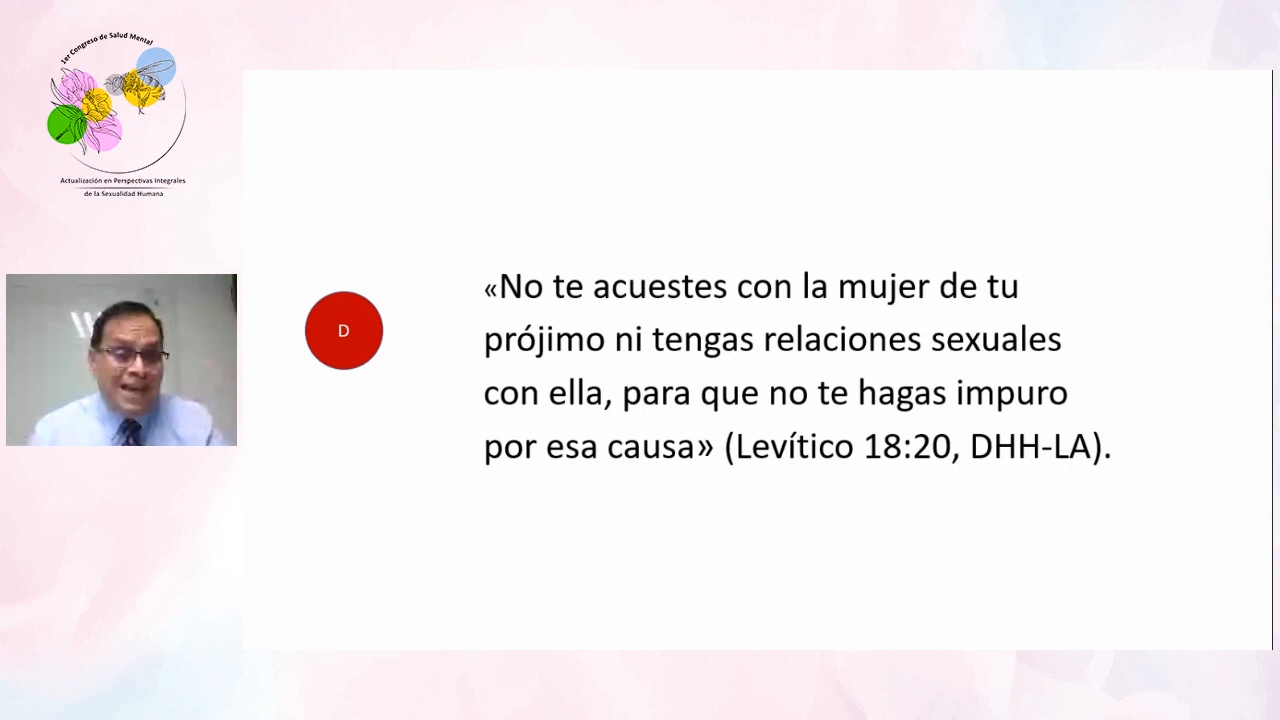 1er Congreso de Salud Mental
Actualización en Perspectivas Integrales
de la Sexualidad Humana
D
«No te acuestes con la mujer de tu
prójimo ni tengas relaciones sexuales
con ella, para que no te hagas impuro
por esa causa» (Levítico 18:20, DHH-LA).